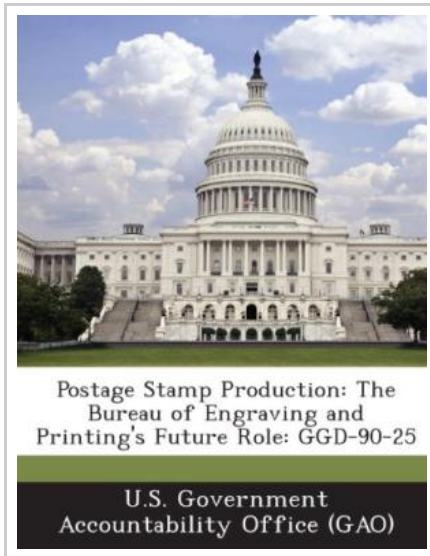 Postage Stamp Production: The
Bureau of Engraving and
Printing's Future Role: GGD-90-25
U.S. Government
Accountability Office (GAO)